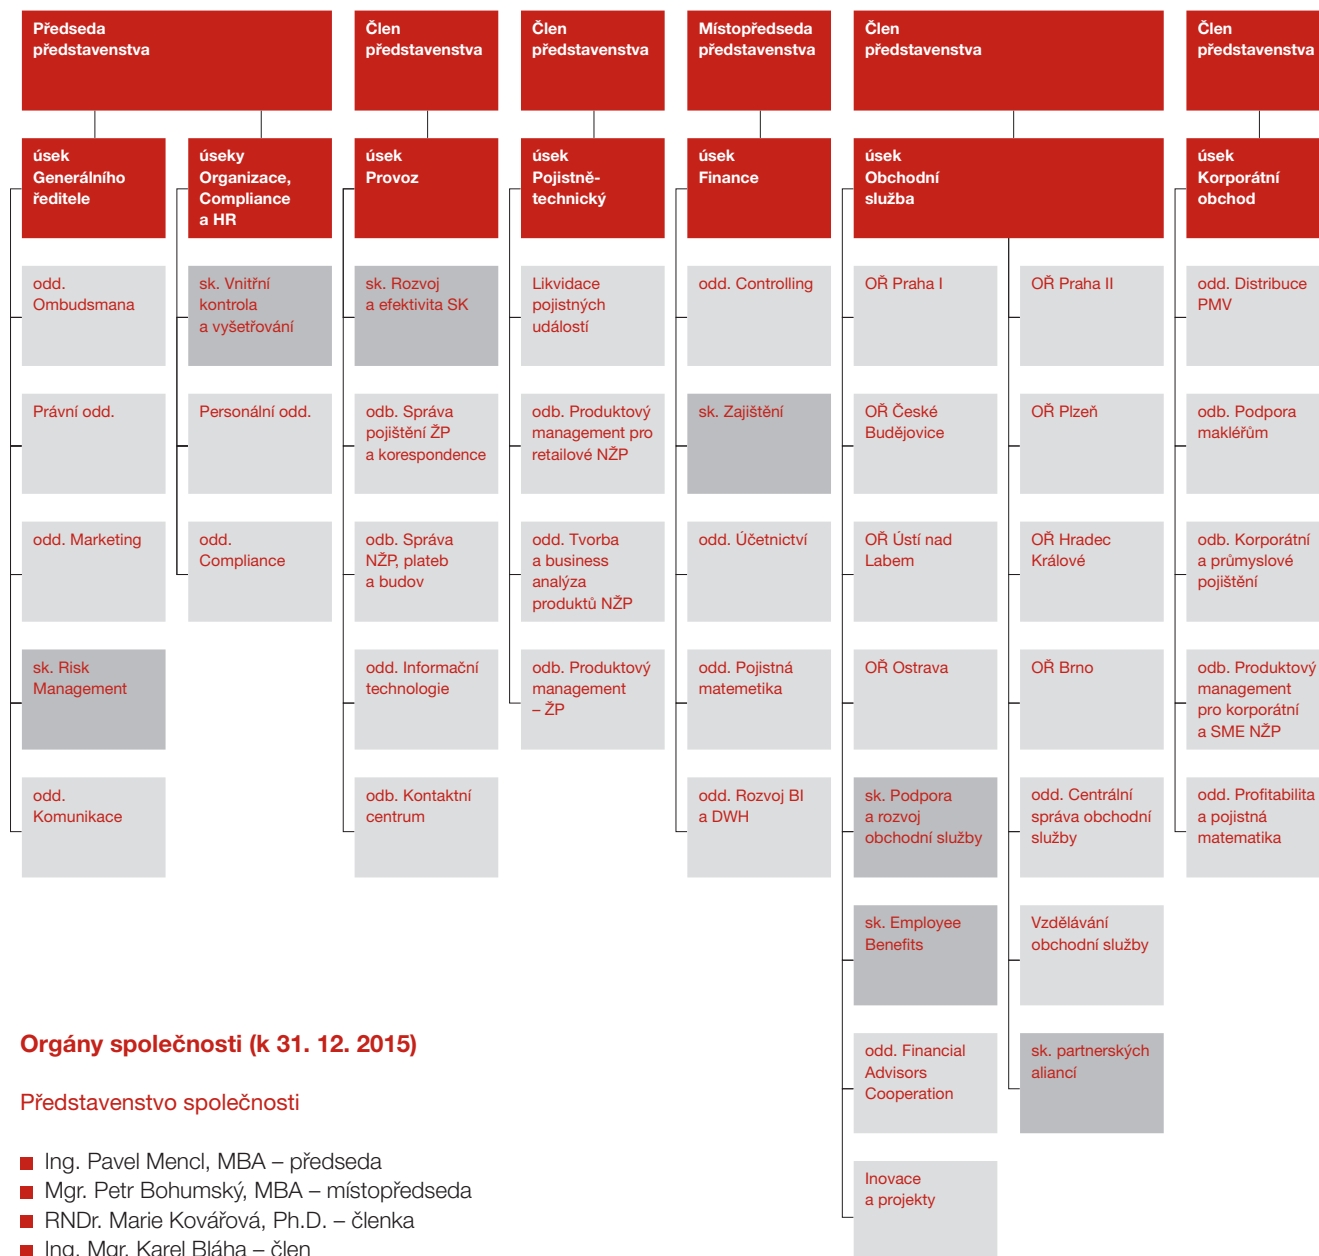 Předseda
představenstva
Člen
představenstva
Člen
představenstva
Místopředseda
představenstva
Člen
představenstva
Člen
představenstva
úsek
Generálního
ředitele
úseky
Organizace,
Compliance
a HR
úsek
Provoz
úsek
Pojistně-
technický
úsek
Finance
úsek
Obchodní
služba
úsek
Korporátní
obchod
odd.
Ombudsmana
sk. Vnitřní
kontrola
a vyšetřování
sk. Rozvoj
a efektivita SK
Likvidace
pojistných
událostí
odd. Controlling
OŘ Praha I
OŘ Praha II
odd. Distribuce
PMV
Právní odd.
Personální odd.
odb. Správa
pojištění ŽP
a korespondence
odb. Produktový
management pro
retailové NŽP
sk. Zajištění
OŘ České
Budějovice
OŘ Plzeň
odb. Podpora
makléřům
odd. Marketing
odd.
Compliance
odb. Správa
NŽP, plateb
a budov
odd. Tvorba
a business
analýza
produktů NŽP
odd. Účetnictví
OŘ Ústí nad
Labem
OŘ Hradec
Králové
odb. Korporátní
a průmyslové
pojištění
sk. Risk
Management
odd. Informační
technologie
odb. Produktový
management
– ŽP
odd. Pojistná
matemetika
OŘ Ostrava
OŘ Brno
odb. Produktový
management
pro korporátní
a SME NŽP
odd.
Komunikace
odb. Kontaktní
centrum
odd. Rozvoj BI
a DWH
sk. Podpora
a rozvoj
obchodní služby
odd. Centrální
správa obchodní
služby
odd. Profitabilita
a pojistná
matematika
sk. Employee
Benefits
Vzdělávání
obchodní služby
odd. Financial
Advisors
Cooperation
sk. partnerských
aliancí
Inovace
a projekty
Orgány společnosti (k 31. 12. 2015)
Představenstvo společnosti
Ing. Pavel Mencl, MBA – předseda
Mgr. Petr Bohumský, MBA – místopředseda
RNDr. Marie Kovářová, Ph.D. – členka
Ing. Mgr. Karel Bláha – člen